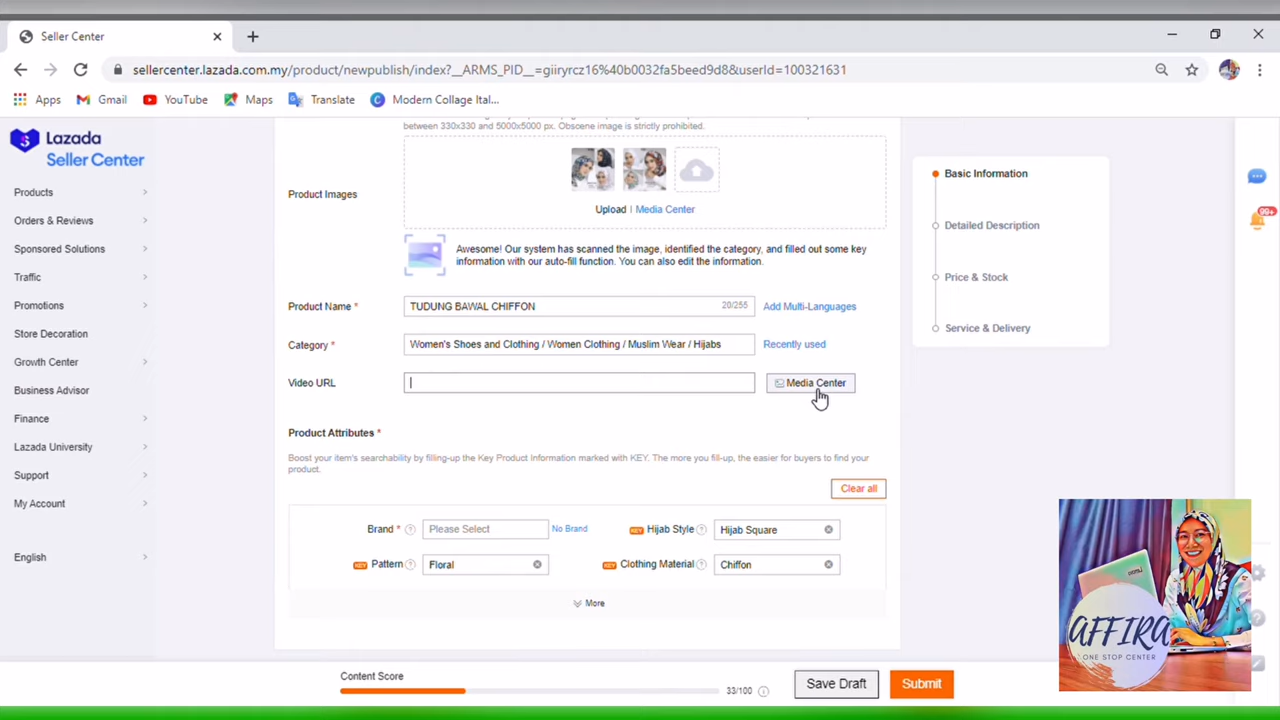 Seller Center
sellercenter.lazada.com.my/product/newpublish/index?__ARMS_PID__=giiryrcz16%40b0032fa5beed9d8&userId=100321631
Apps
Gmail
YouTube
Maps
Translate
Modern Collage Ital...
Lazada
Seller Center
Products
Orders & Reviews
Sponsored Solutions
Traffic
Promotions
Store Decoration
Growth Center
Business Advisor
Finance
Lazada University
Support
My Account
English
between 330x330 and 5000x5000 px. Obscene image is strictly prohibited.
Product Images
Upload | Media Center
Awesome! Our system has scanned the image, identified the category, and filled out some key
information with our auto-fill function. You can also edit the information.
Product Name * TUDUNG BAWAL CHIFFON 20/255 Add Multi-Languages
Category * Women's Shoes and Clothing / Women Clothing / Muslim Wear / Hijabs Recently used
Video URL Media Center
Product Attributes *
Boost your item's searchability by filling-up the Key Product Information marked with KEY. The more you fill-up, the easier for buyers to find your
product.
Clear all
Brand * Please Select No Brand KEY Hijab Style Hijab Square
KEY Pattern Floral KEY Clothing Material Chiffon
More
Content Score
33/100
Save Draft
Submit
Basic Information
Detailed Description
Price & Stock
Service & Delivery
99+
AFFIRA
ONE STOP CENTER